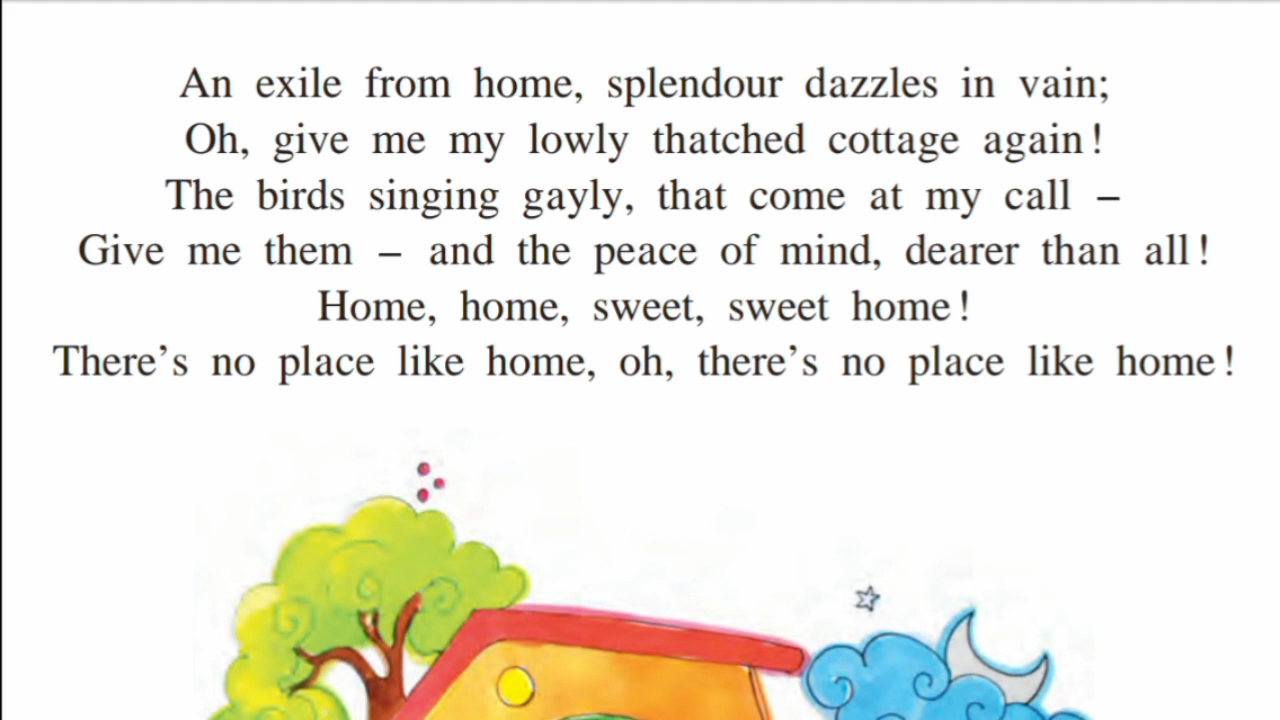 An exile from home, splendour dazzles in vain;
Oh, give me my lowly thatched cottage again!
The birds singing gayly, that come at my call –
Give me them – and the peace of mind, dearer than all!
Home, home, sweet, sweet home!
There's no place like home, oh, there's no place like home!